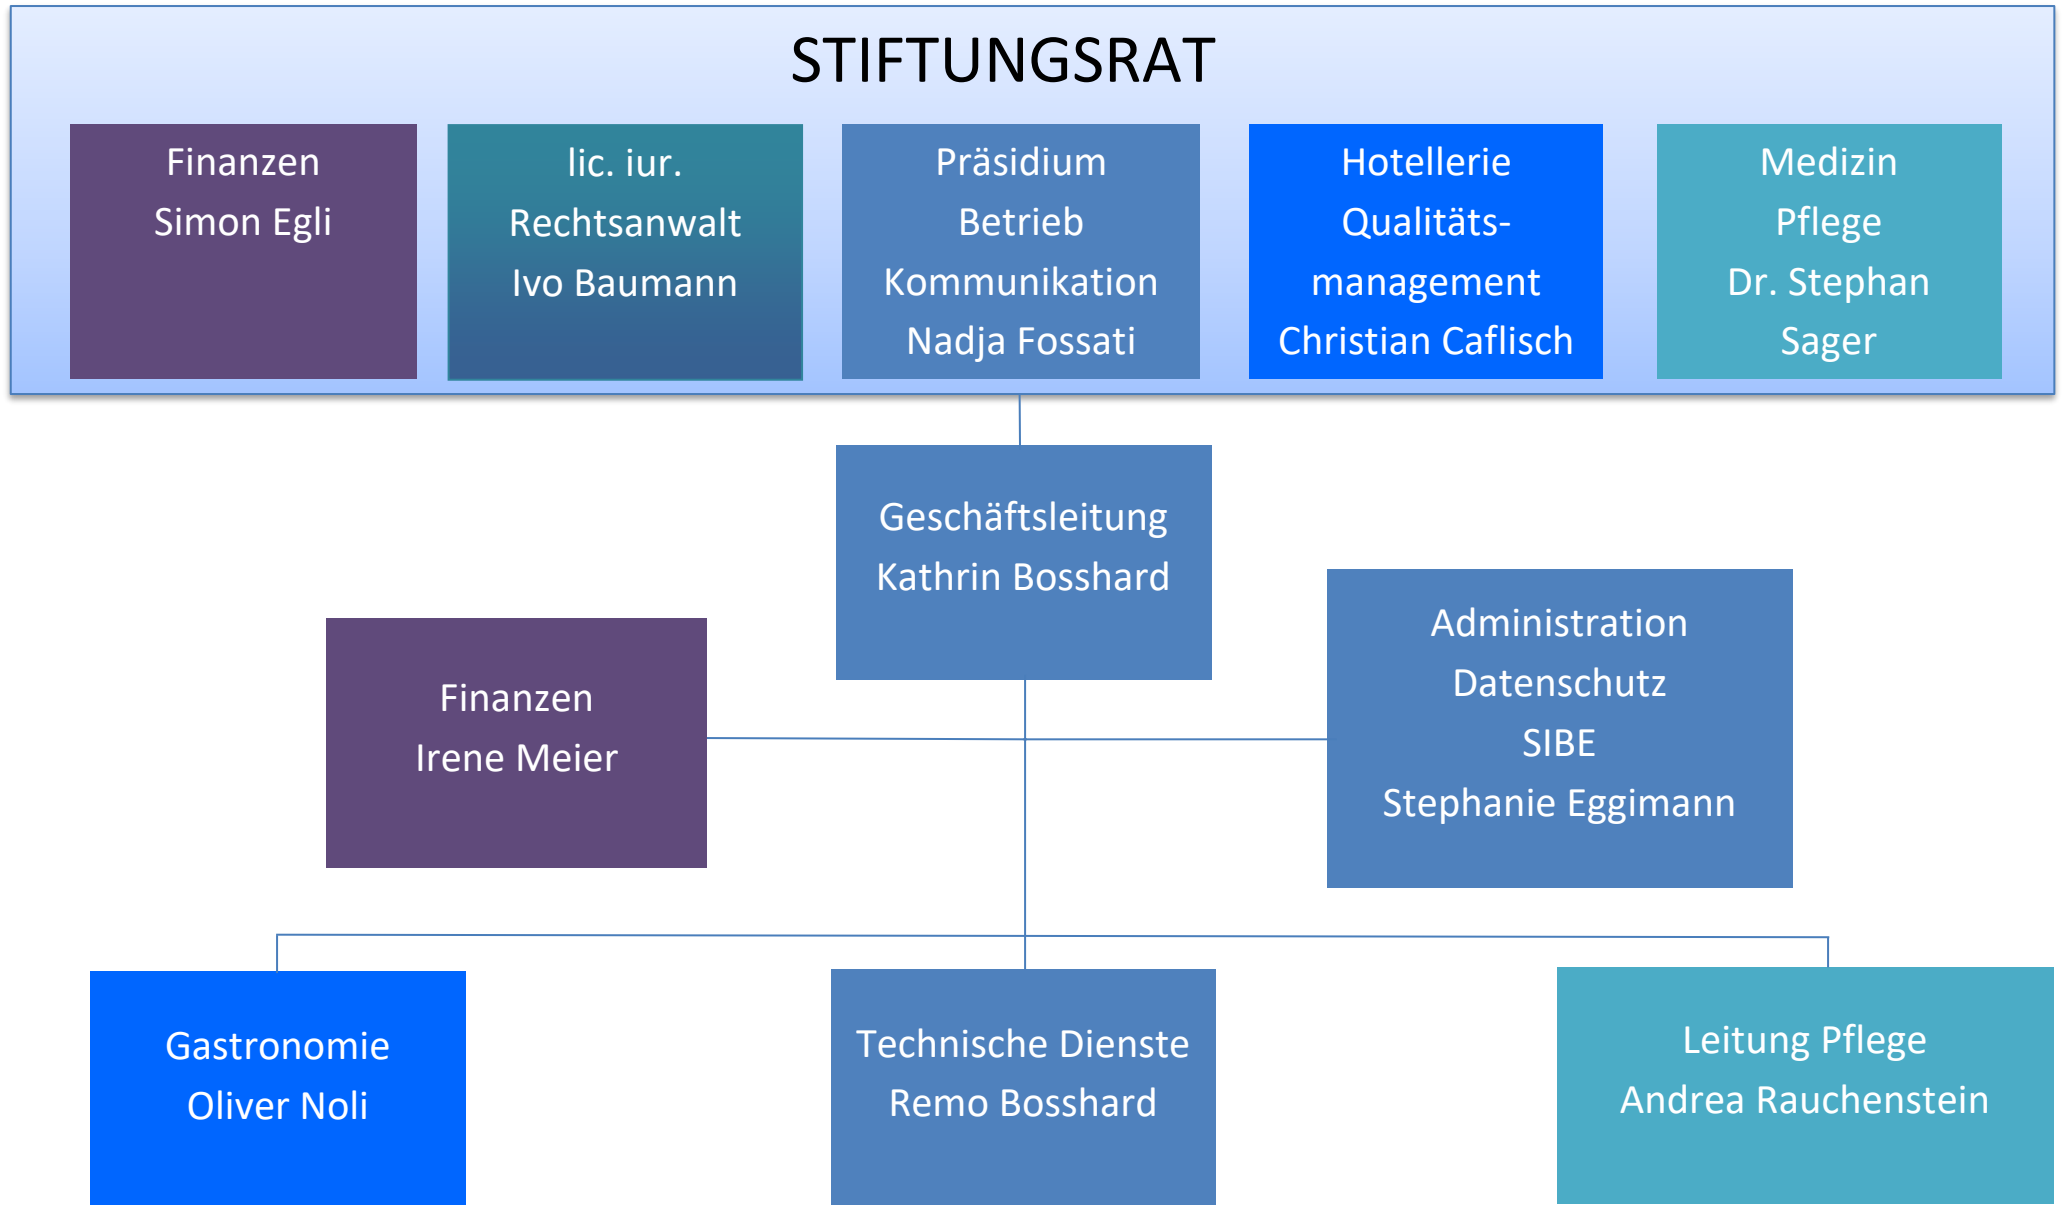 STIFTUNGSRAT
Finanzen
Simon Egli
lic. iur.
Rechtsanwalt
Ivo Baumann
Präsidium
Betrieb
Kommunikation
Nadja Fossati
Hotellerie
Qualitäts-
management
Christian Caflisch
Medizin
Pflege
Dr. Stephan
Sager
Geschäftsleitung
Kathrin Bosshard
Finanzen
Irene Meier
Administration
Datenschutz
SIBE
Stephanie Eggimann
Gastronomie
Oliver Noli
Technische Dienste
Remo Bosshard
Leitung Pflege
Andrea Rauchenstein